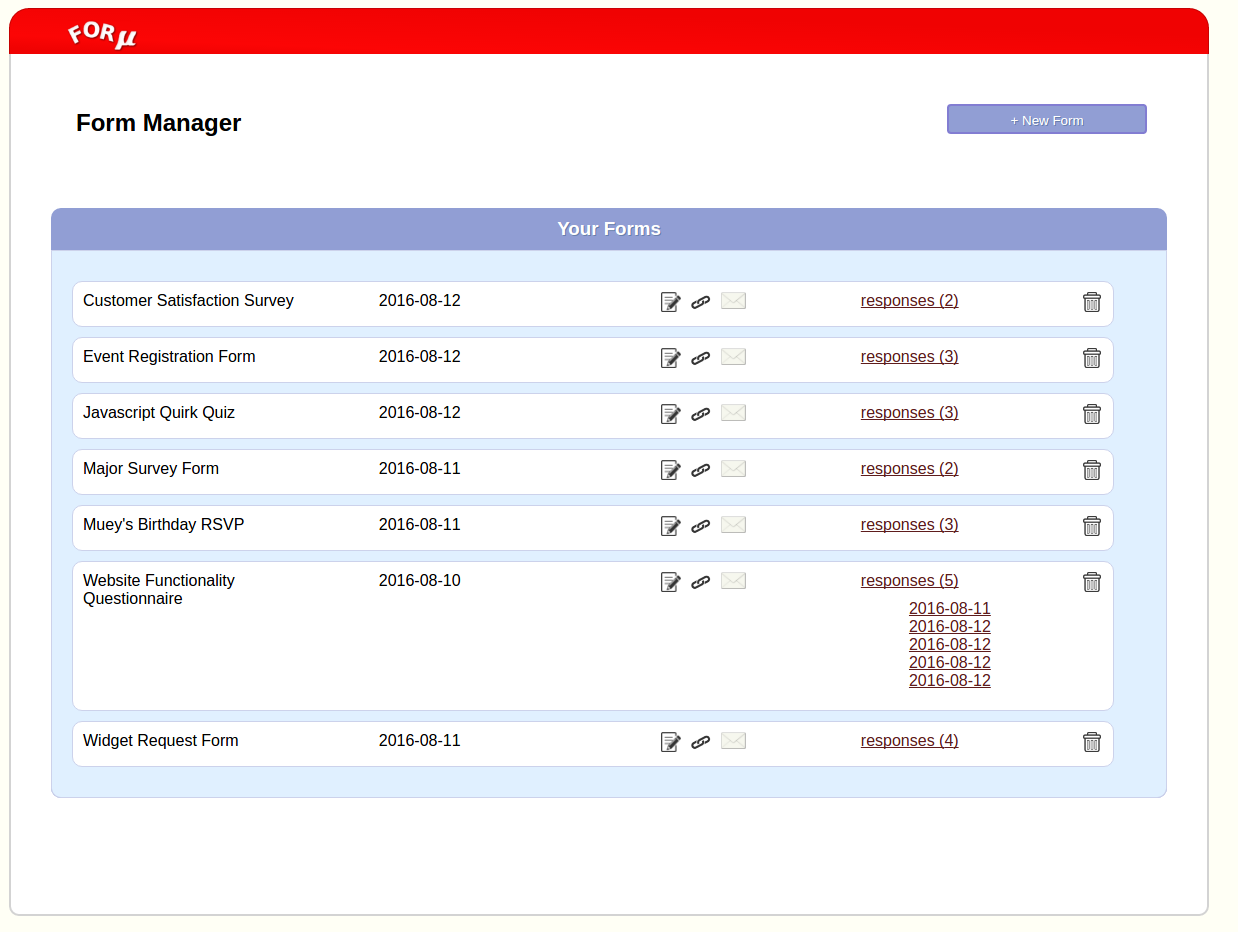 FORµ
Form Manager
+ New Form
Your Forms
Customer Satisfaction Survey 2016-08-12 responses (2)
Event Registration Form 2016-08-12 responses (3)
Javascript Quirk Quiz 2016-08-12 responses (3)
Major Survey Form 2016-08-11 responses (2)
Muey's Birthday RSVP 2016-08-11 responses (3)
Website Functionality 2016-08-10 responses (5)
Questionnaire
2016-08-11
2016-08-12
2016-08-12
2016-08-12
2016-08-12
Widget Request Form 2016-08-11 responses (4)